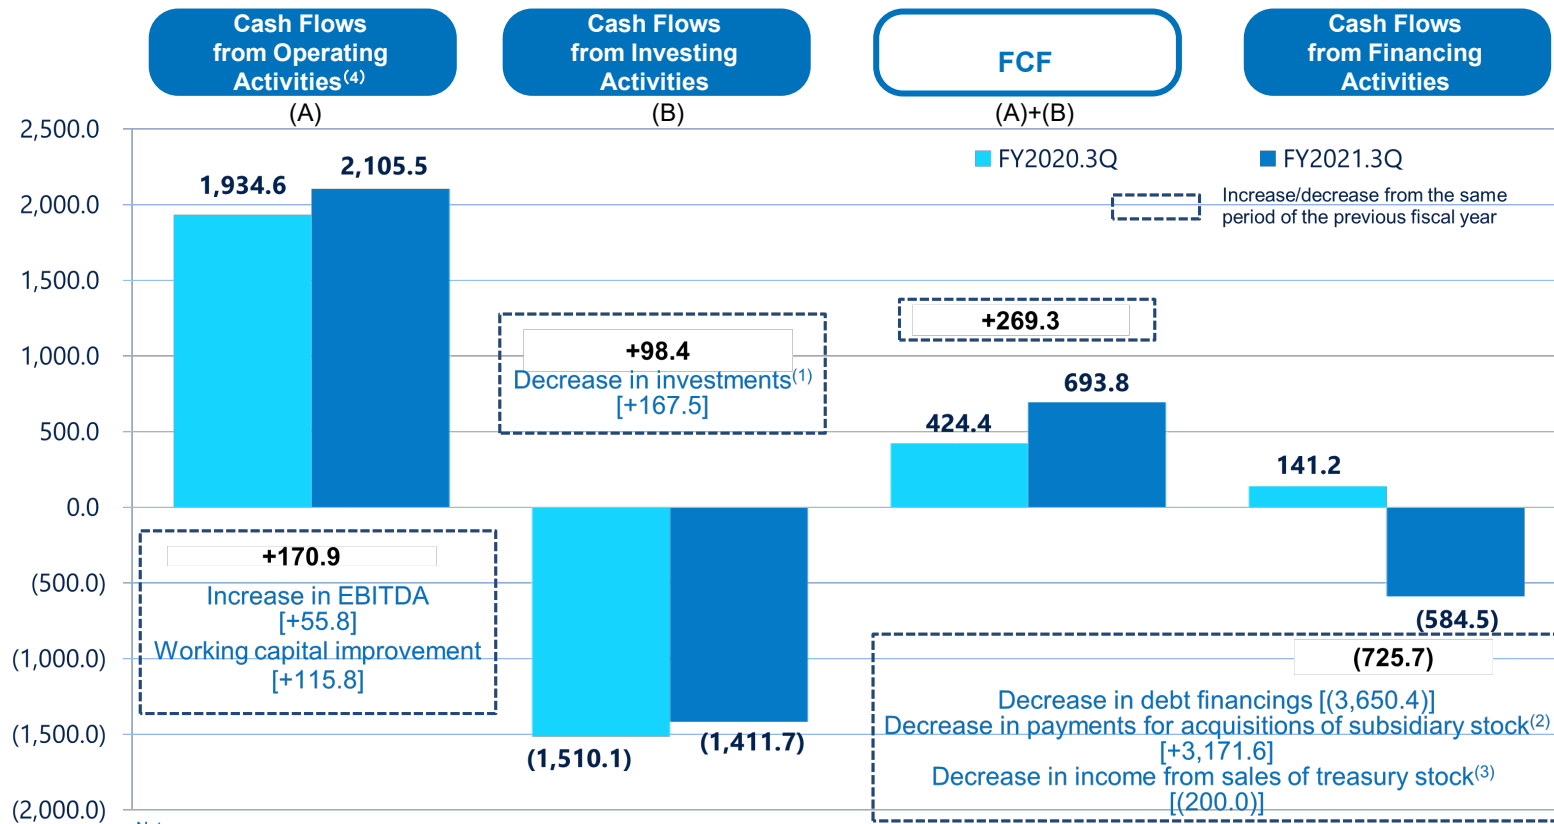 Cash Flows
from Operating
Activities(4)
Cash Flows
from Investing
Activities
FCF
Cash Flows
from Financing
Activities
(A)
(B)
(A)+(B)
2,500.0
2,000.0
1,500.0
1,000.0
500.0
0.0
(500.0)
(1,000.0)
(1,500.0)
(2,000.0)
FY2020.3Q
FY2021.3Q
Increase/decrease from the same
period of the previous fiscal year
1,934.6
2,105.5
+170.9
Increase in EBITDA
[+55.8]
Working capital improvement
[+115.8]
+98.4
Decrease in investments(1)
[+167.5]
(1,510.1)
(1,411.7)
+269.3
424.4
693.8
141.2
(584.5)
(725.7)
Decrease in debt financings [(3,650.4)]
Decrease in payments for acquisitions of subsidiary stock(2)
[+3,171.6]
Decrease in income from sales of treasury stock(3)
[(200.0)]